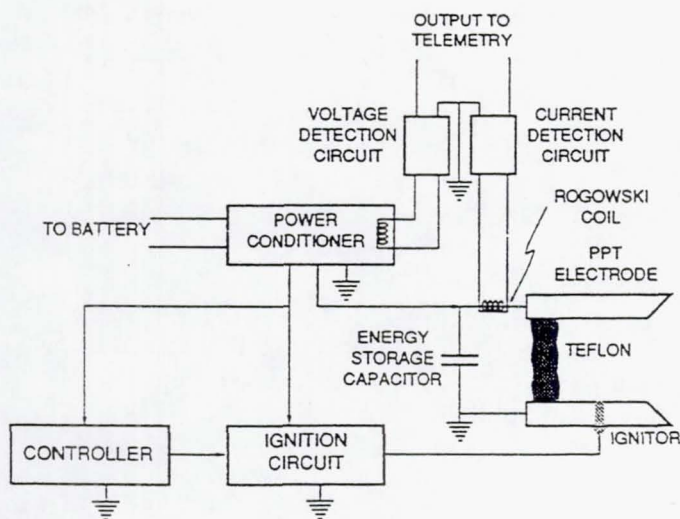 OUTPUT TO
TELEMETRY
VOLTAGE
DETECTION
CIRCUIT
CURRENT
DETECTION
CIRCUIT
ROGOWSKI
COIL
TO BATTERY
POWER
CONDITIONER
PPT
ELECTRODE
ENERGY
STORAGE
CAPACITOR
TEFLON
IGNITOR
CONTROLLER
IGNITION
CIRCUIT